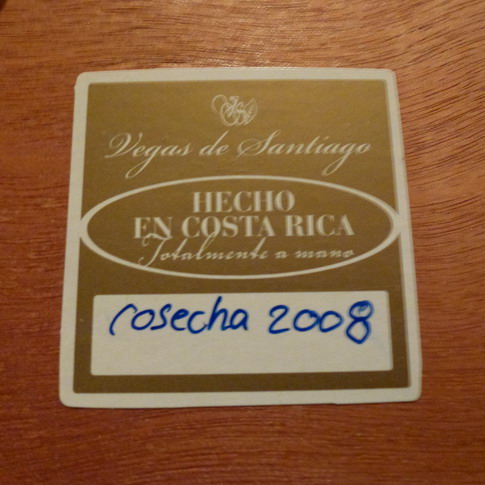 Vegas de Santiago
HECHO
EN COSTA RICA
Totalmente a mano
cosecha 2008